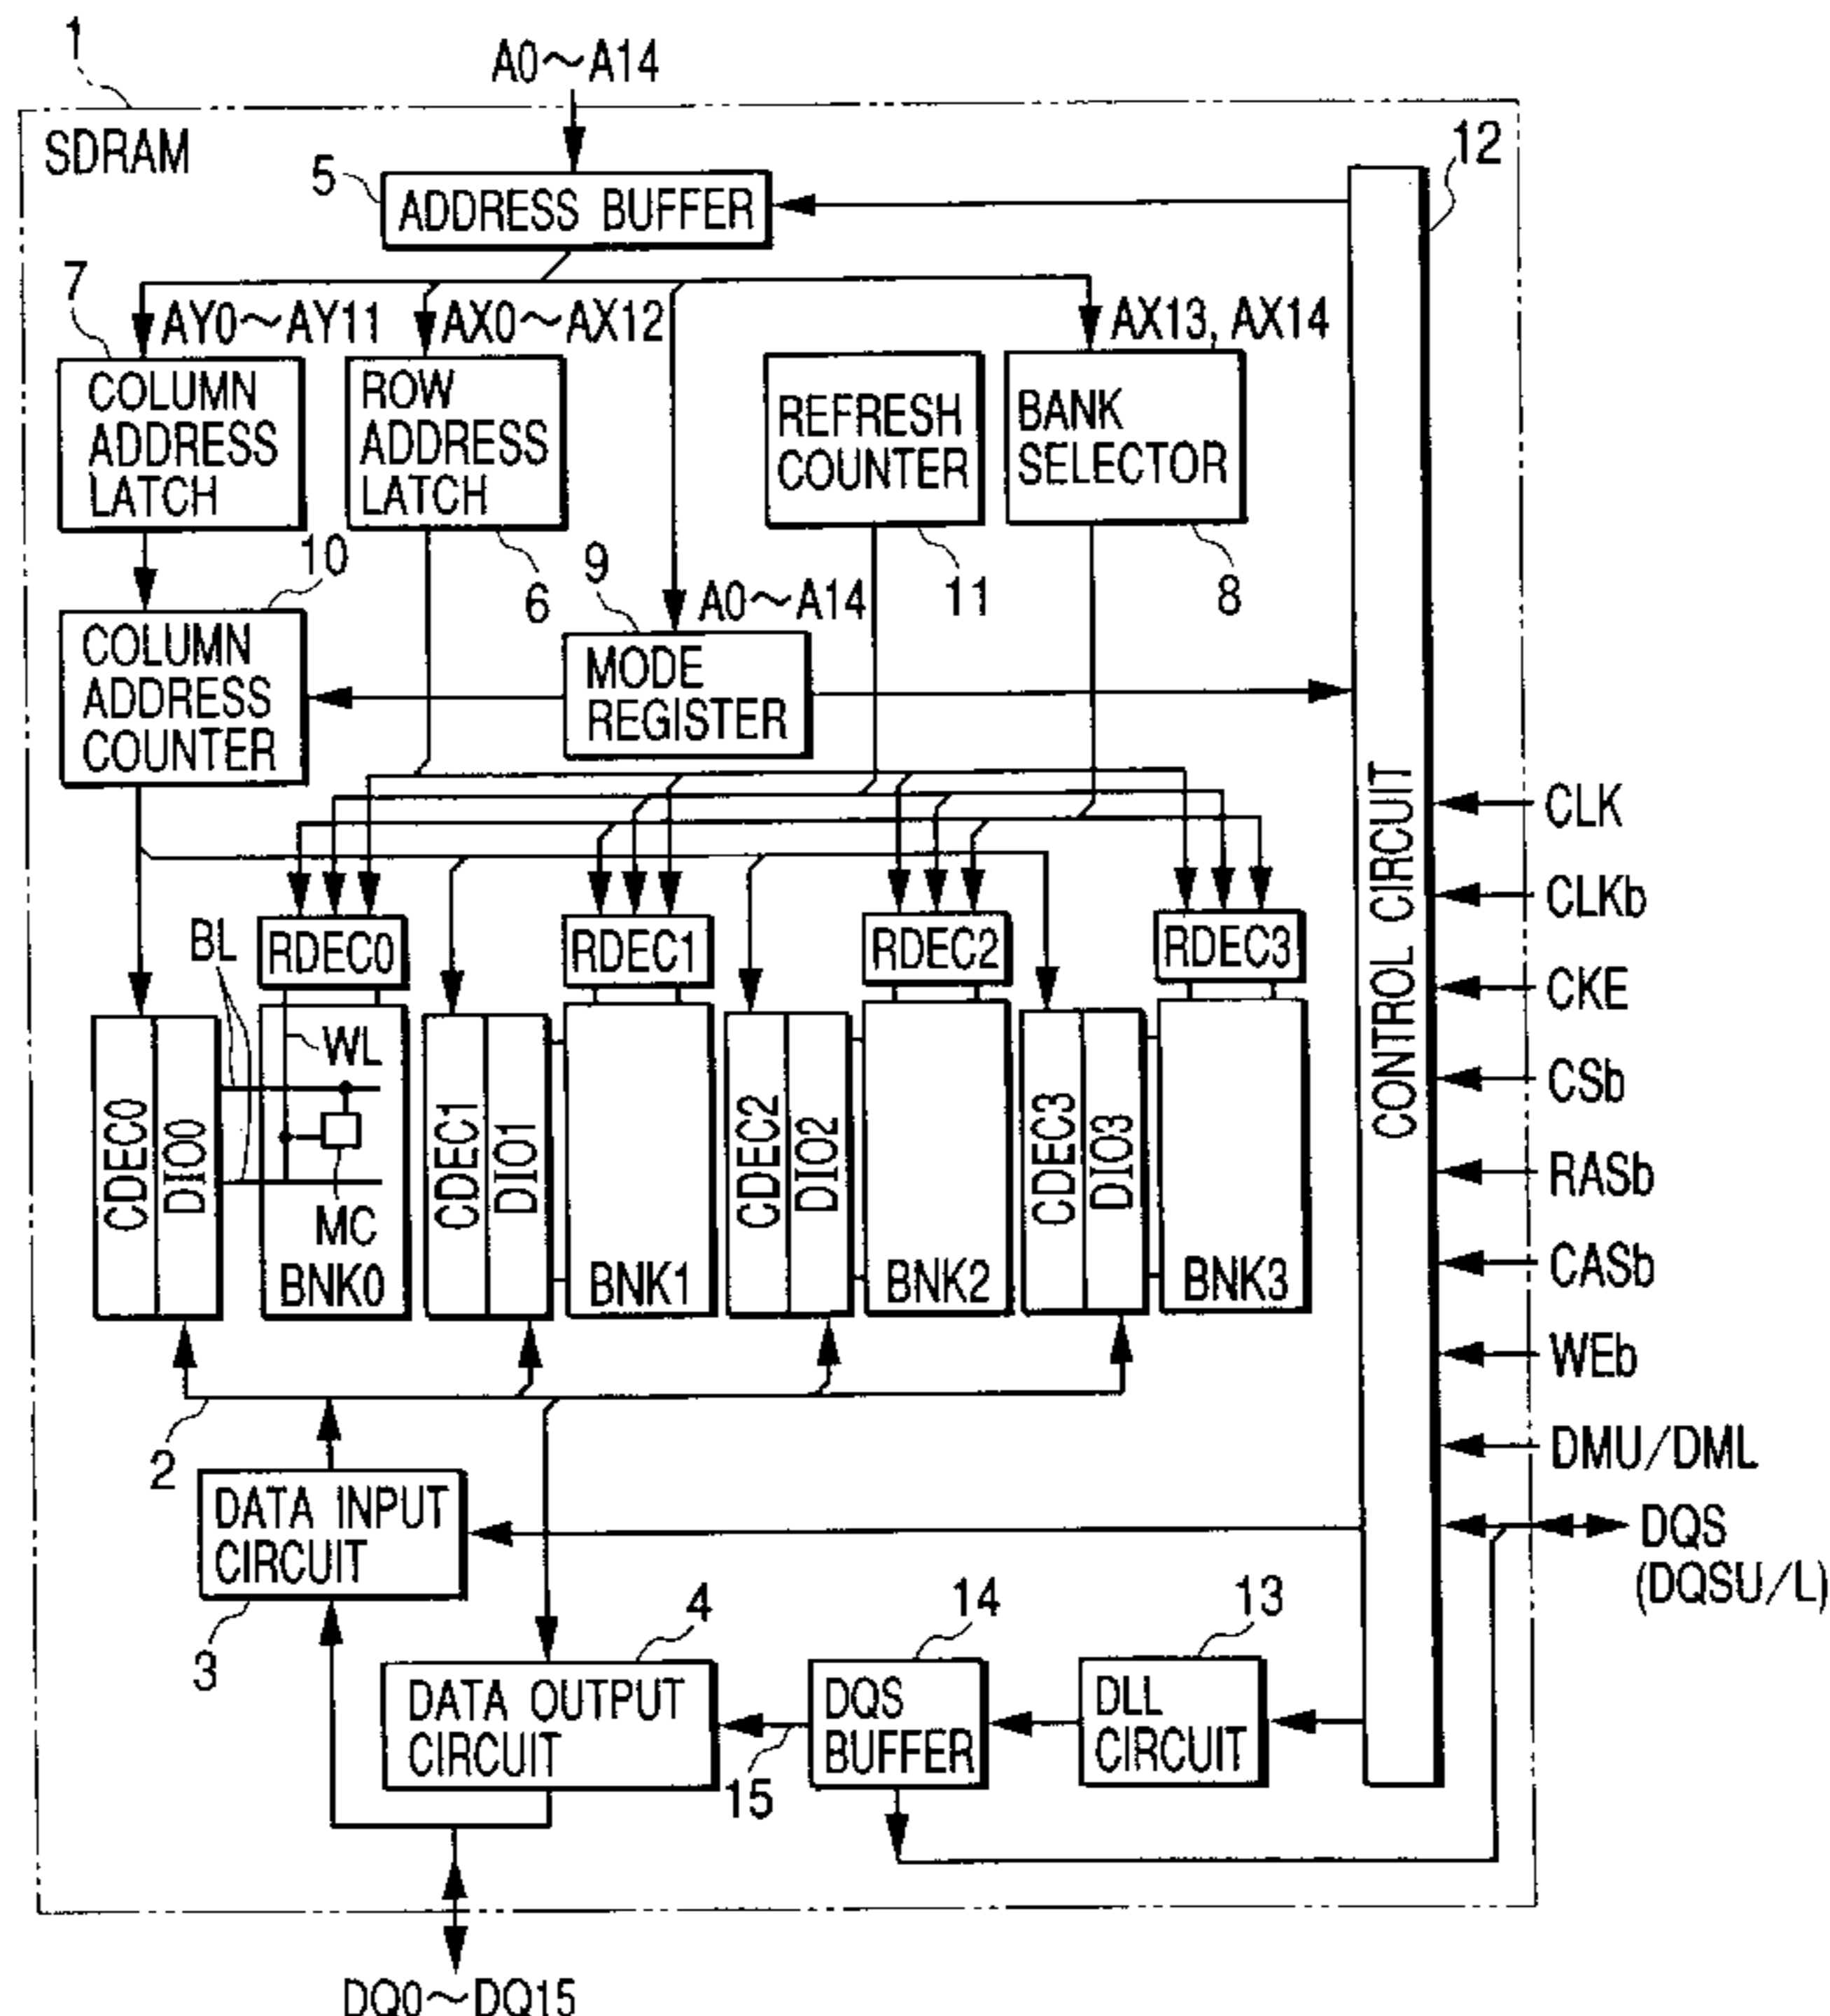 1
A0~A14
SDRAM
12
5
ADDRESS BUFFER
7
AY0~AY11
AX0~AX12
AX13, AX14
COLUMN
ADDRESS
LATCH
ROW
ADDRESS
LATCH
REFRESH
COUNTER
BANK
SELECTOR
10
6
9
A0~A14
11
8
COLUMN
ADDRESS
COUNTER
MODE
REGISTER
CONTROL CIRCUIT
CLK
CLKb
CKE
CSb
RASb
CASb
WEb
DMU/DML
DQS
(DQSU/L)
BL
RDEC0
RDEC1
RDEC2
RDEC3
WL
CDEC0
DIO0
MC
BNK0
CDEC1
DIO1
BNK1
CDEC2
DIO2
BNK2
CDEC3
DIO3
BNK3
2
DATA INPUT
CIRCUIT
3
4
14
13
DATA OUTPUT
CIRCUIT
15
DQS
BUFFER
DLL
CIRCUIT
DQ0~DQ15